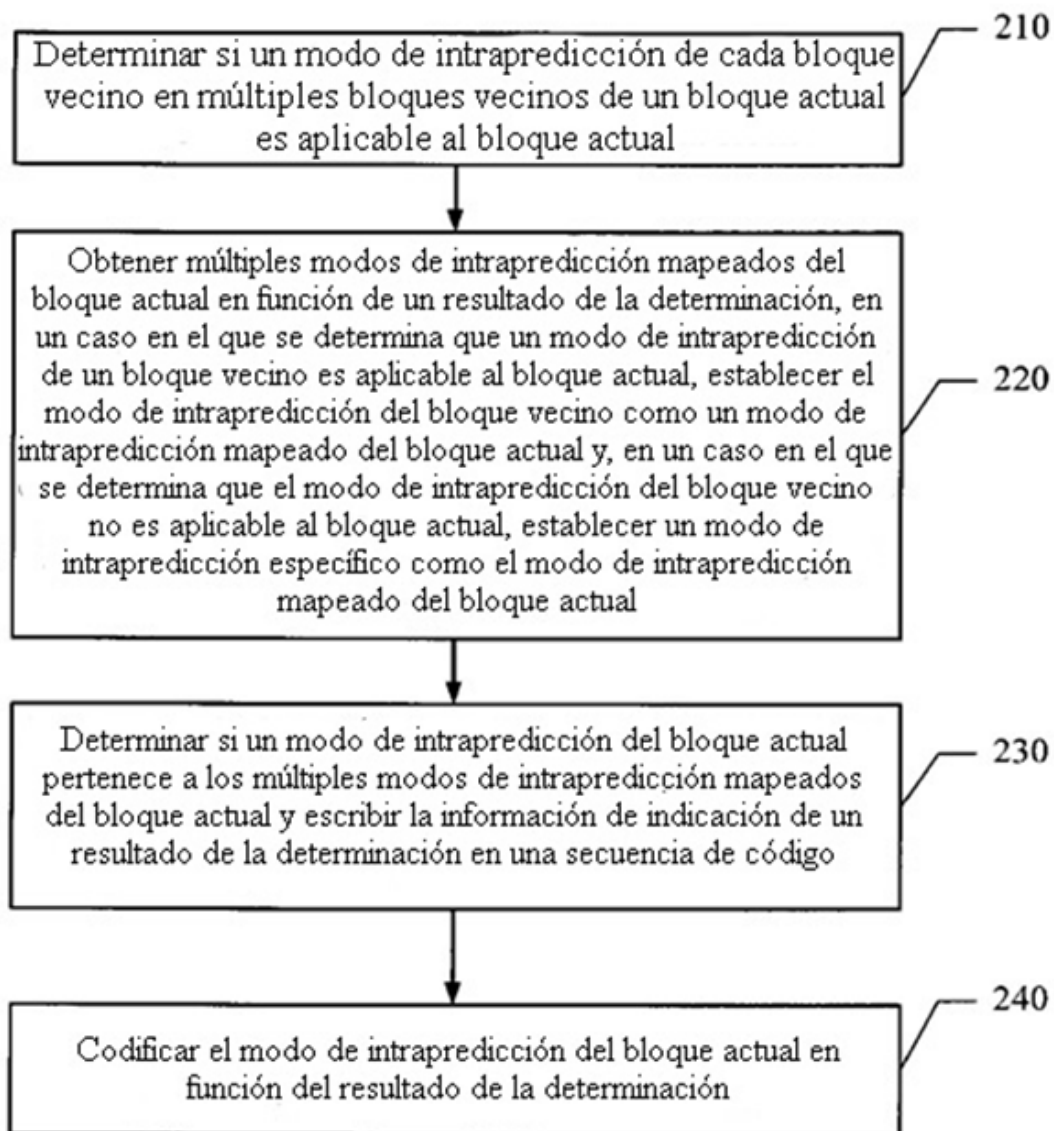 210
Determinar si un modo de intrapredicción de cada bloque
vecino en múltiples bloques vecinos de un bloque actual
es aplicable al bloque actual
Obtener múltiples modos de intrapredicción mapeados del
bloque actual en función de un resultado de la determinación, en
un caso en el que se determina que un modo de intrapredicción
de un bloque vecino es aplicable al bloque actual, establecer el
modo de intrapredicción del bloque vecino como un modo de
intrapredicción mapeado del bloque actual y, en un caso en el que
se determina que el modo de intrapredicción del bloque vecino
no es aplicable al bloque actual, establecer un modo de
intrapredicción específico como el modo de intrapredicción
mapeado del bloque actual
220
Determinar si un modo de intrapredicción del bloque actual
pertenece a los múltiples modos de intrapredicción mapeados
del bloque actual y escribir la información de indicación de un
resultado de la determinación en una secuencia de código
230
240
Codificar el modo de intrapredicción del bloque actual en
función del resultado de la determinación